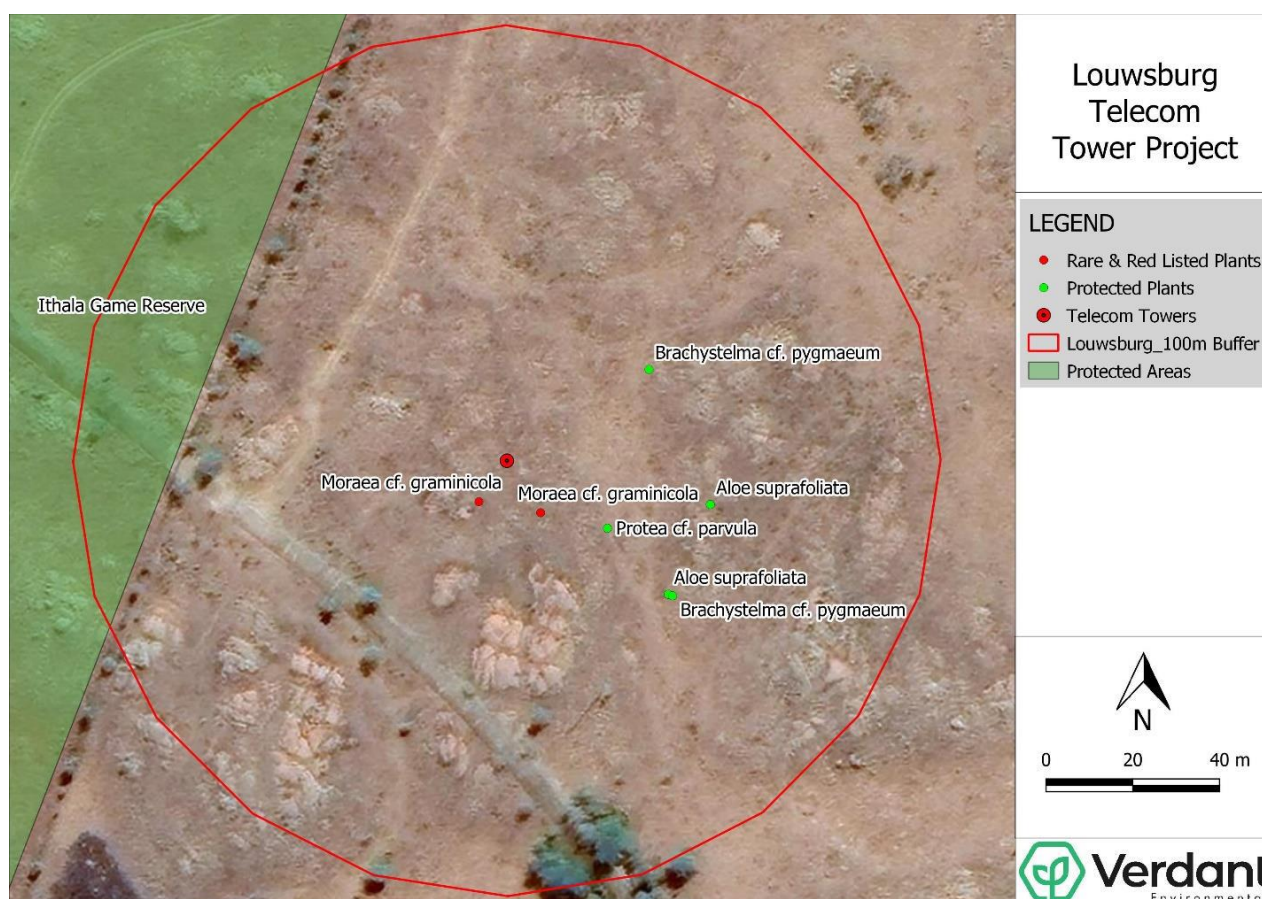 Louwsburg
Telecom
Tower Project
LEGEND
Rare & Red Listed Plants
Protected Plants
Telecom Towers
Louwsburg_100m Buffer
Protected Areas
Ithala Game Reserve
Brachystelma cf. pygmaeum
Moraea cf. graminicola
Moraea cf. graminicola
Aloe suprafoliata
Protea cf. parvula
Aloe suprafoliata
Brachystelma cf. pygmaeum
N
0 20 40 m
Verdant